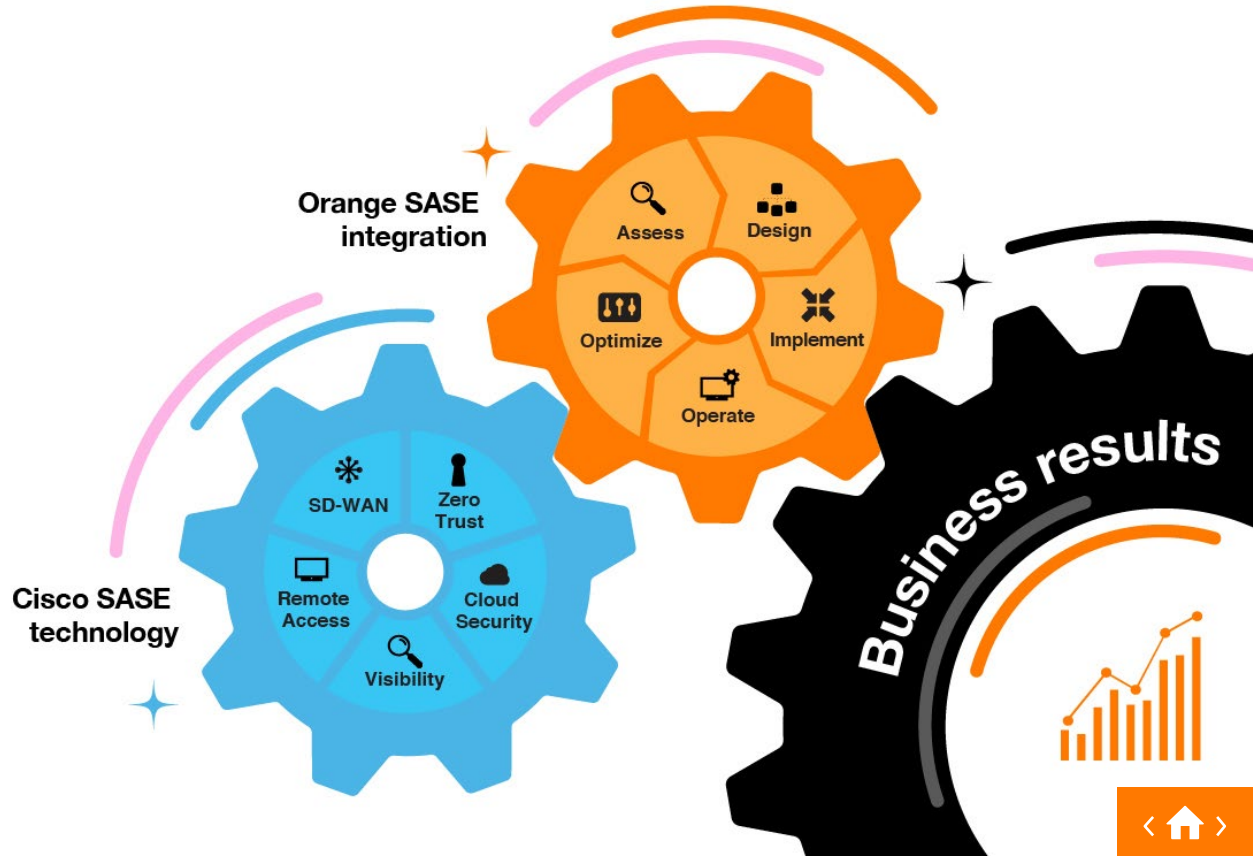 Orange SASE
integration
Assess
Design
Optimize
Implement
Operate
Cisco SASE
technology
SD-WAN
Zero
Trust
Remote
Access
Cloud
Security
Visibility
Business results